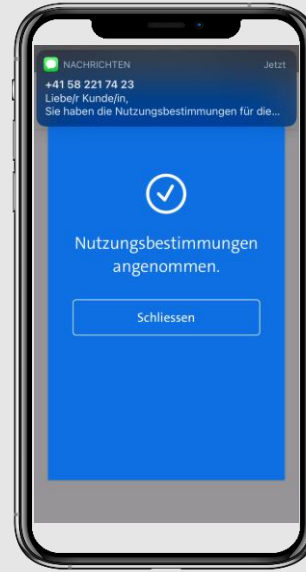 NACHRICHTEN Jetzt
+41 58 221 74 23
Liebe/r Kunde/in,
Sie haben die Nutzungsbestimmungen für die...
Nutzungsbestimmungen
angenommen.
Schliessen